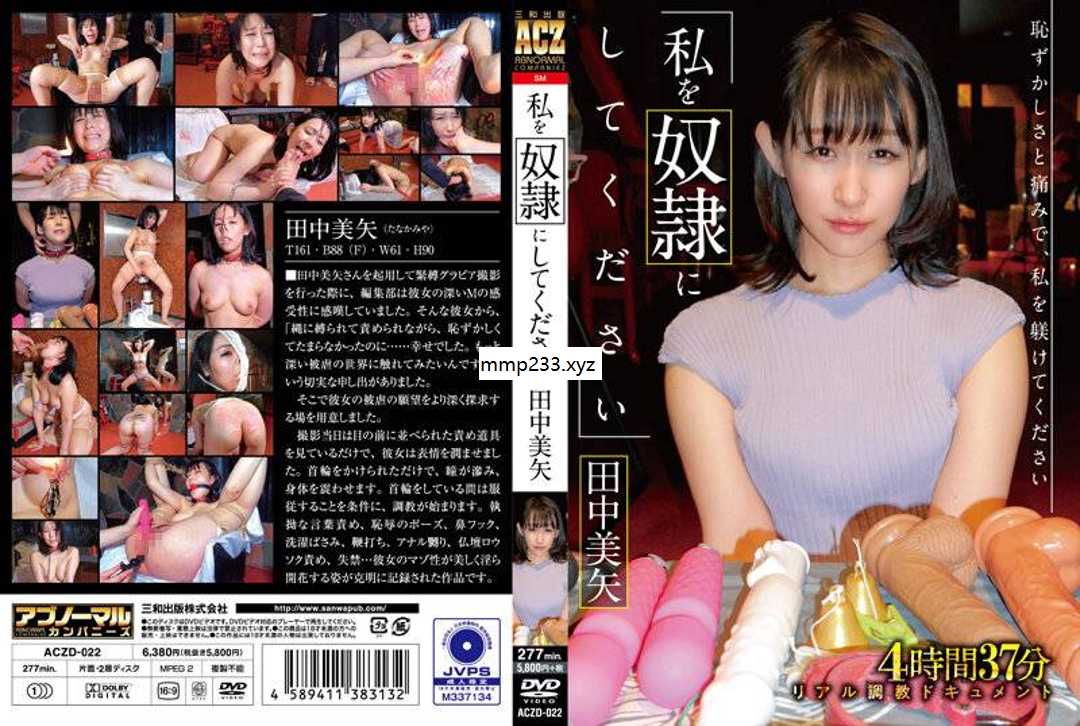 田中美矢(たなかみや)
T161・B88(F)・W61・H90
■田中美矢さんを起用して緊縛グラビア撮影
を行った際に、編集部は彼女の深いMの感
受性に感嘆していました。そんな彼女から、
「縄に縛られて責められながら、恥ずかしく
てたまらなかったのに……幸せでした。もっと
深い被虐の世界に触れてみたいんです
いう切実な申し出がありました。
そこで彼女の被虐の願望をより深く探求す
る場を用意しました。
撮影当日は目の前に並べられた責め道具
を見ているだけで、彼女は表情を潤ませまし
た。首輪をかけられただけで、瞳が滲み、
身体を震わせます。首輪をしている間は服
従することを条件に、調教が始まります。執
拗な言葉責め、恥辱のポーズ、鼻フック、
洗濯ばさみ、鞭打ち、アナル嬲り、仏壇ロウ
ソク責め、失禁…彼女のマゾ性が美しく淫ら
に開花する姿が克明に記録された作品です。
アブノーマル
カンパニーズ
三和出版株式会社
http://www.sanwapub.com/
ACZD-022
6,380円(税抜き5,800円)
277min.
片面・2層ディスク
MPEG 2
複製不能
DOLBY
DIGITAL
16:9
DVD
VIDEO
JVPS
成人指定
M337134
4589411383132
三和出版
ACZ
ABNORMAL
COMPANIEZ
SM
私を奴隷にしてくださ
田中美矢
277min.
5,800円+税
DVD
VIDEO
ACZD-022
mmp233.xyz
恥ずかしさと痛みで、私を躾けてください
「私を奴隷に
してください」
田中美矢
4時間37分
リアル調教ドキュメント